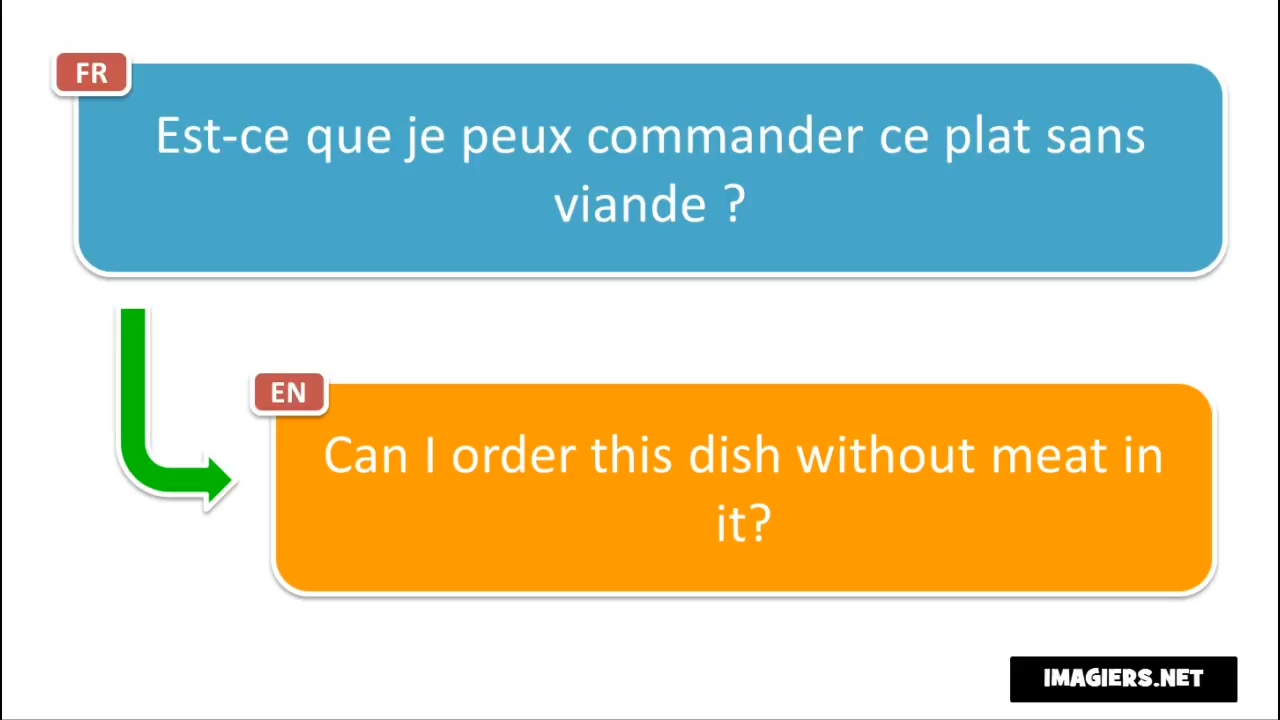 FR
Est-ce que je peux commander ce plat sans
viande ?
EN
Can I order this dish without meat in
it?
IMAGIERS.NET